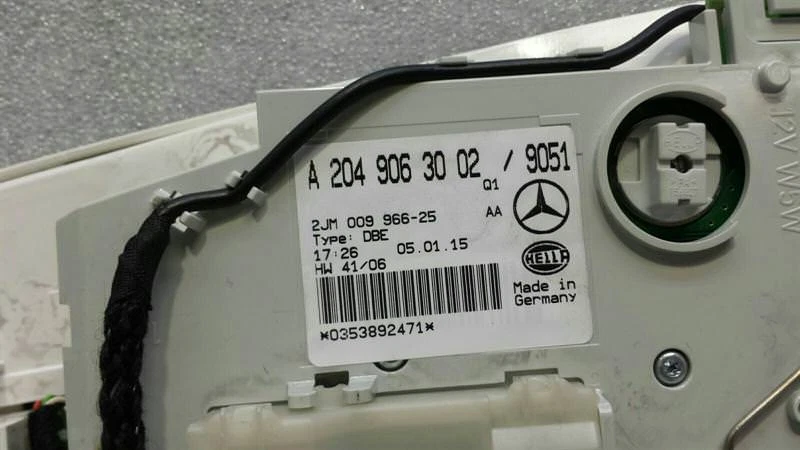 A 204 906 30 02 / 9051
Q1
2JM 009 966-25 AA
Type: DBE
17:26 05.01.15
HW 41/06
HELLA
Made in
Germany
*0353892471*
12V W5W